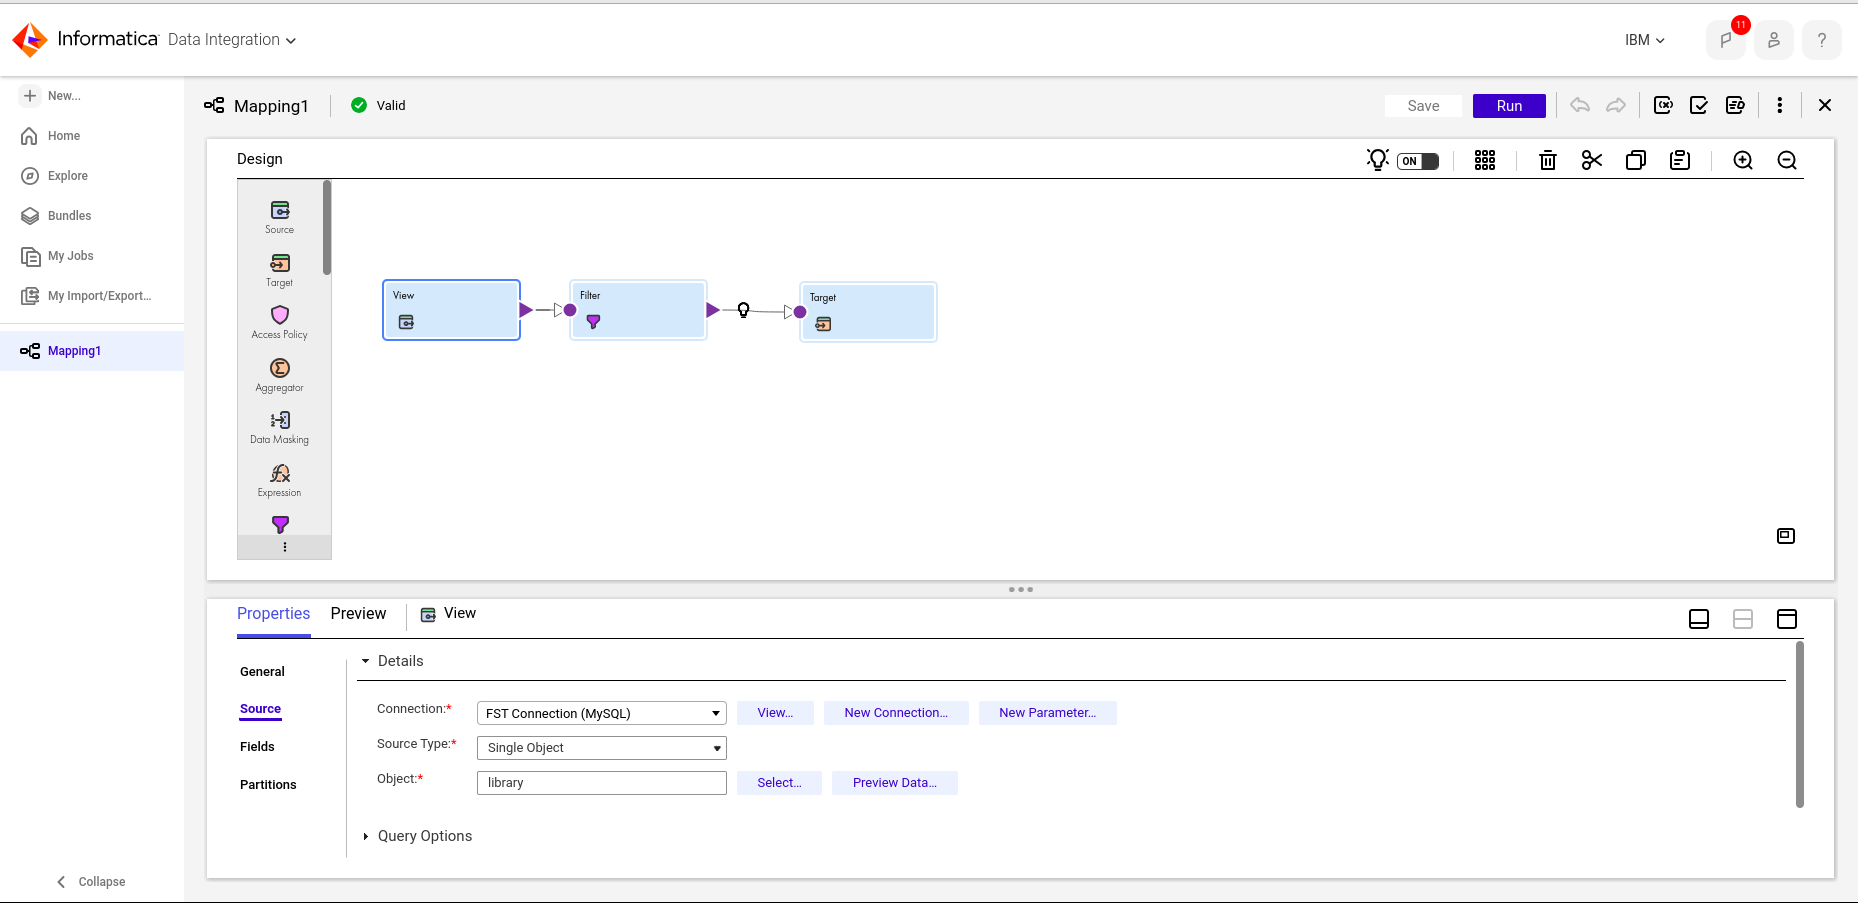 Informatica Data Integration
IBM
11
?
New...
Home
Explore
Bundles
My Jobs
My Import/Export...
Mapping1
Collapse
Mapping1
Valid
Save
Run
Design
ON
Source
Target
Access Policy
Aggregator
Data Masking
Expression
View
Filter
Target
Properties
Preview
View
General
Source
Fields
Partitions
Details
Connection:* FST Connection (MySQL) View... New Connection... New Parameter...
Source Type:* Single Object
Object:* library Select... Preview Data...
Query Options